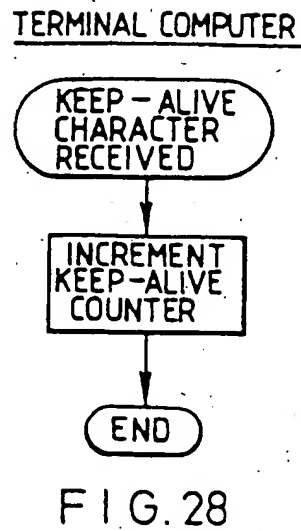 TERMINAL COMPUTER
KEEP-ALIVE
CHARACTER
RECEIVED
INCREMENT
KEEP-ALIVE
COUNTER
END
FIG. 28